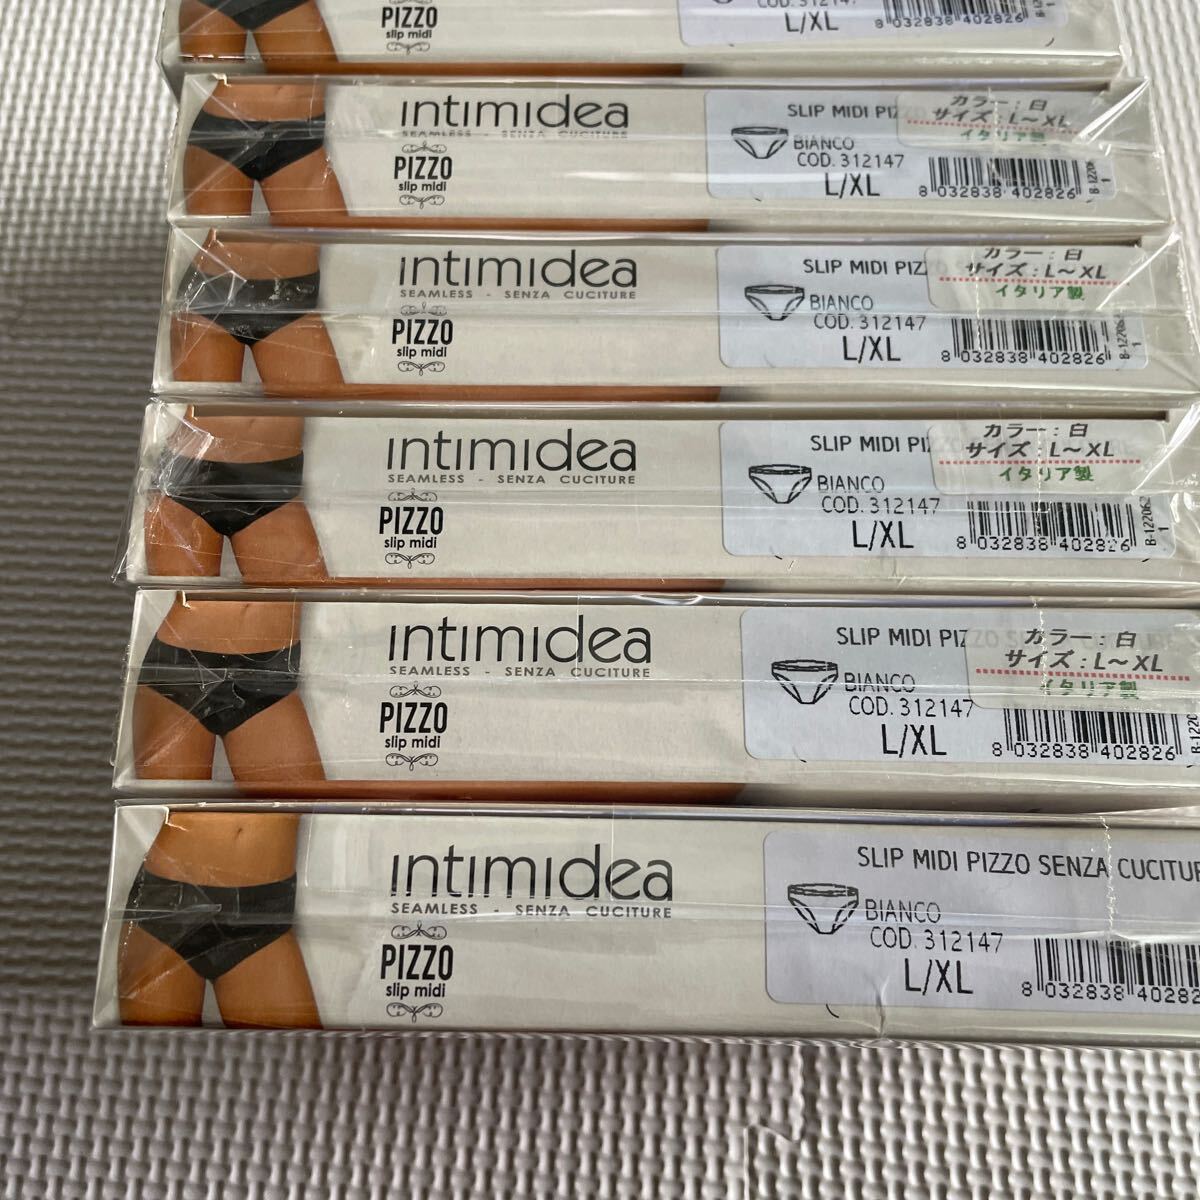 PIZZO
slip midi
COD. 312147
L/XL
8 032838 402826
intimidea
SEAMLESS - SENZA CUCITURE
PIZZO
slip midi
SLIP MIDI
カラー : 白
サイズ : L~XL
イタリア製
BIANCO
COD. 312147
L/XL
8 032838 402826
intimidea
SEAMLESS - SENZA CUCITURE
PIZZO
slip midi
SLIP MIDI
カラー : 白
サイズ : L~XL
イタリア製
BIANCO
COD. 312147
L/XL
8 032838 402826
intimidea
SEAMLESS - SENZA CUCITURE
PIZZO
slip midi
SLIP MIDI
カラー : 白
サイズ : L~XL
イタリア製
BIANCO
COD. 312147
L/XL
8 032838 402826
B-122062
1
intimidea
SEAMLESS - SENZA CUCITURE
PIZZO
slip midi
SLIP MIDI PIZZO
カラー : 白
サイズ : L~XL
イタリア製
BIANCO
COD. 312147
L/XL
8 032838 402826
intimidea
SEAMLESS - SENZA CUCITURE
PIZZO
slip midi
SLIP MIDI PIZZO SENZA CUCITUR
BIANCO
COD. 312147
L/XL
8 032838 40282